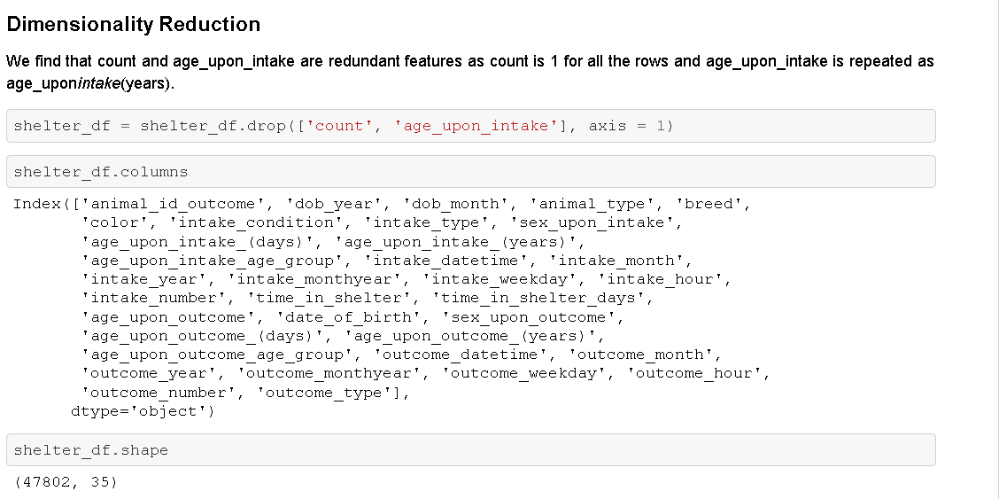 Dimensionality Reduction
We find that count and age_upon_intake are redundant features as count is 1 for all the rows and age_upon_intake is repeated as
age_uponintake(years).
shelter_df = shelter_df.drop(['count', 'age_upon_intake'], axis = 1)
shelter_df.columns
Index(['animal_id_outcome', 'dob_year', 'dob_month', 'animal_type', 'breed',
'color', 'intake_condition', 'intake_type', 'sex_upon_intake',
'age_upon_intake_(days)', 'age_upon_intake_(years)',
'age_upon_intake_age_group', 'intake_datetime', 'intake_month',
'intake_year', 'intake_monthyear', 'intake_weekday', 'intake_hour',
'intake_number', 'time_in_shelter', 'time_in_shelter_days',
'age_upon_outcome', 'date_of_birth', 'sex_upon_outcome',
'age_upon_outcome_(days)', 'age_upon_outcome_(years)',
'age_upon_outcome_age_group', 'outcome_datetime', 'outcome_month',
'outcome_year', 'outcome_monthyear', 'outcome_weekday', 'outcome_hour',
'outcome_number', 'outcome_type'],
dtype='object')
shelter_df.shape
(47802, 35)